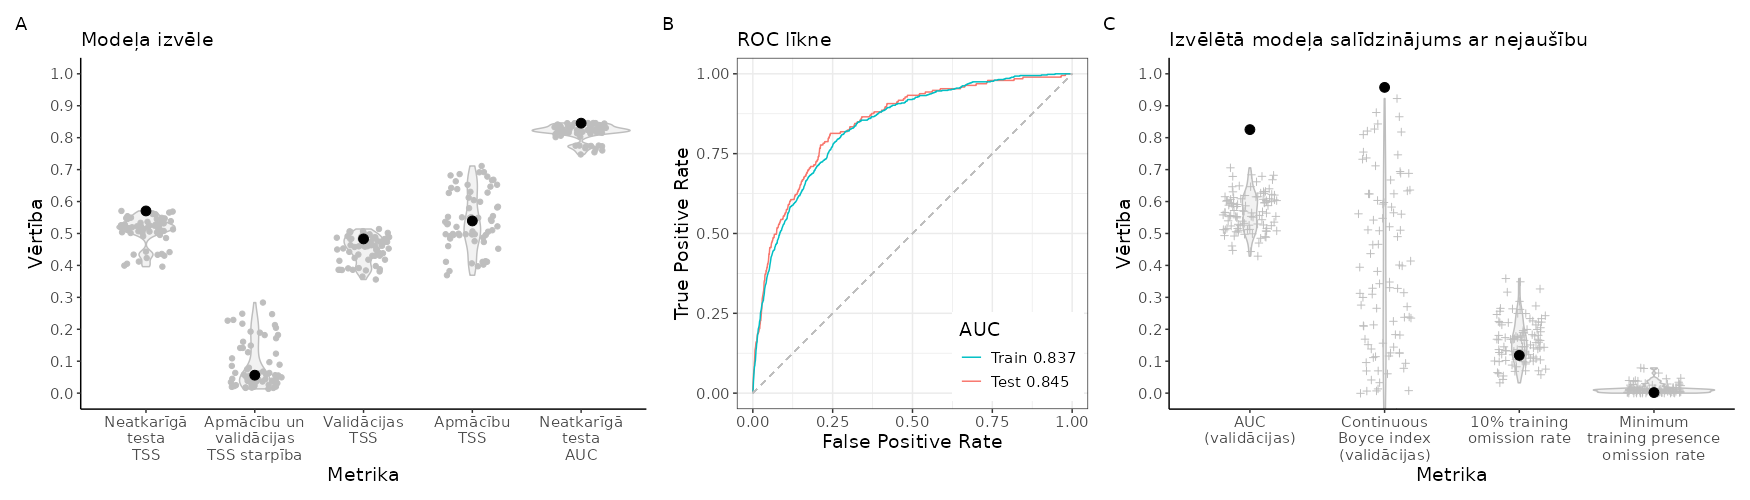 A
Modeļa izvēle
Vērtība
1.0
0.9
0.8
0.7
0.6
0.5
0.4
0.3
0.2
0.1
0.0
Neatkarīgā
testa
TSS
Apmācību un
validācijas
TSS starpība
Validācijas
TSS
Apmācību
TSS
Neatkarīgā
testa
AUC
Metrika
B
ROC līkne
True Positive Rate
1.00
0.75
0.50
0.25
0.00
AUC
Train 0.837
Test 0.845
0.00
0.25
0.50
0.75
1.00
False Positive Rate
C
Izvēlētā modeļa salīdzinājums ar nejaušību
Vērtība
1.0
0.9
0.8
0.7
0.6
0.5
0.4
0.3
0.2
0.1
0.0
AUC
(validācijas)
Continuous
Boyce index
(validācijas)
10% training
omission rate
Minimum
training presence
omission rate
Metrika